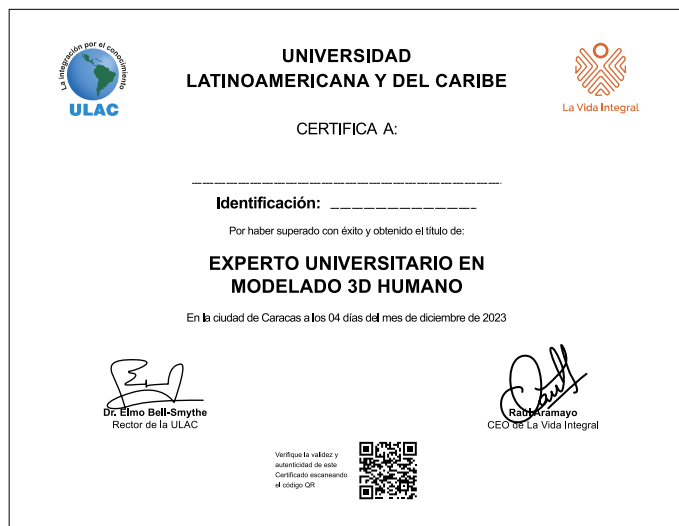 La integración por el conocimiento
ULAC
UNIVERSIDAD
LATINOAMERICANA Y DEL CARIBE
La Vida Integral
CERTIFICA A:
Identificación:
Por haber superado con éxito y obtenido el título de:
EXPERTO UNIVERSITARIO EN
MODELADO 3D HUMANO
En la ciudad de Caracas a los 04 días del mes de diciembre de 2023
Dr. Elmo Bell-Smythe
Rector de la ULAC
Raúl Aramayo
CEO de La Vida Integral
Verifique la validez y
autenticidad de este
Certificado escaneando
el código QR